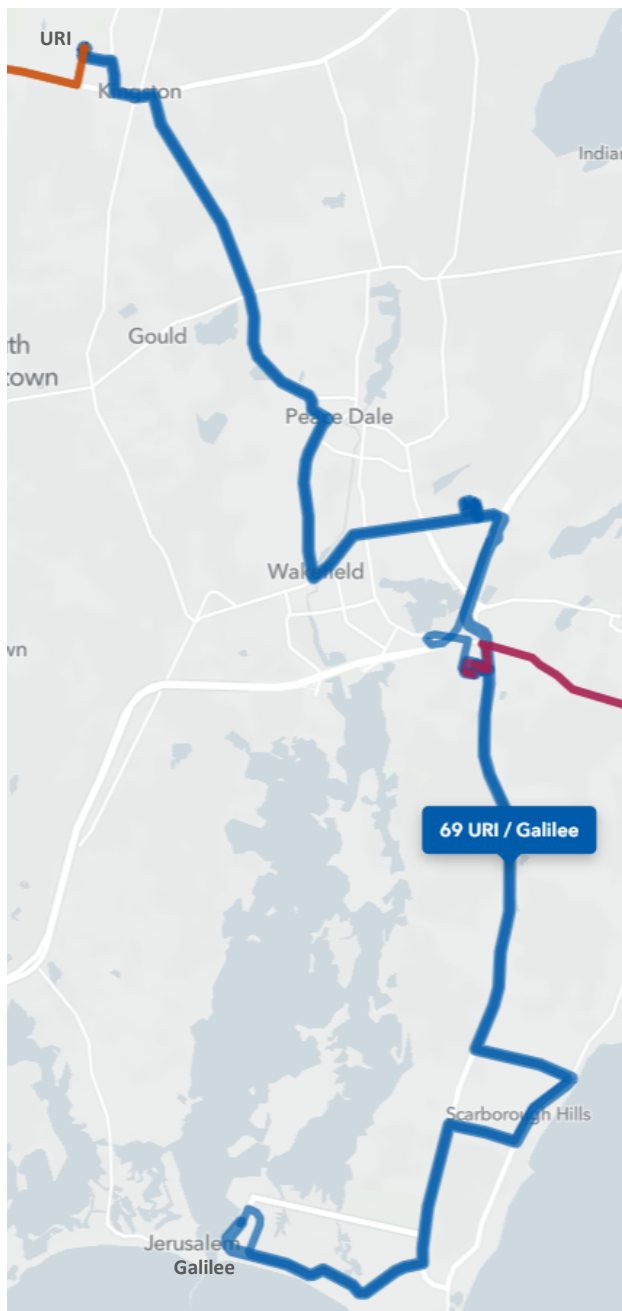 URI
Kingston
Indian
Gould
th
town
Peace Dale
Wakefield
wn
69 URI / Galilee
Scarborough Hills
Jerusalem
Galilee